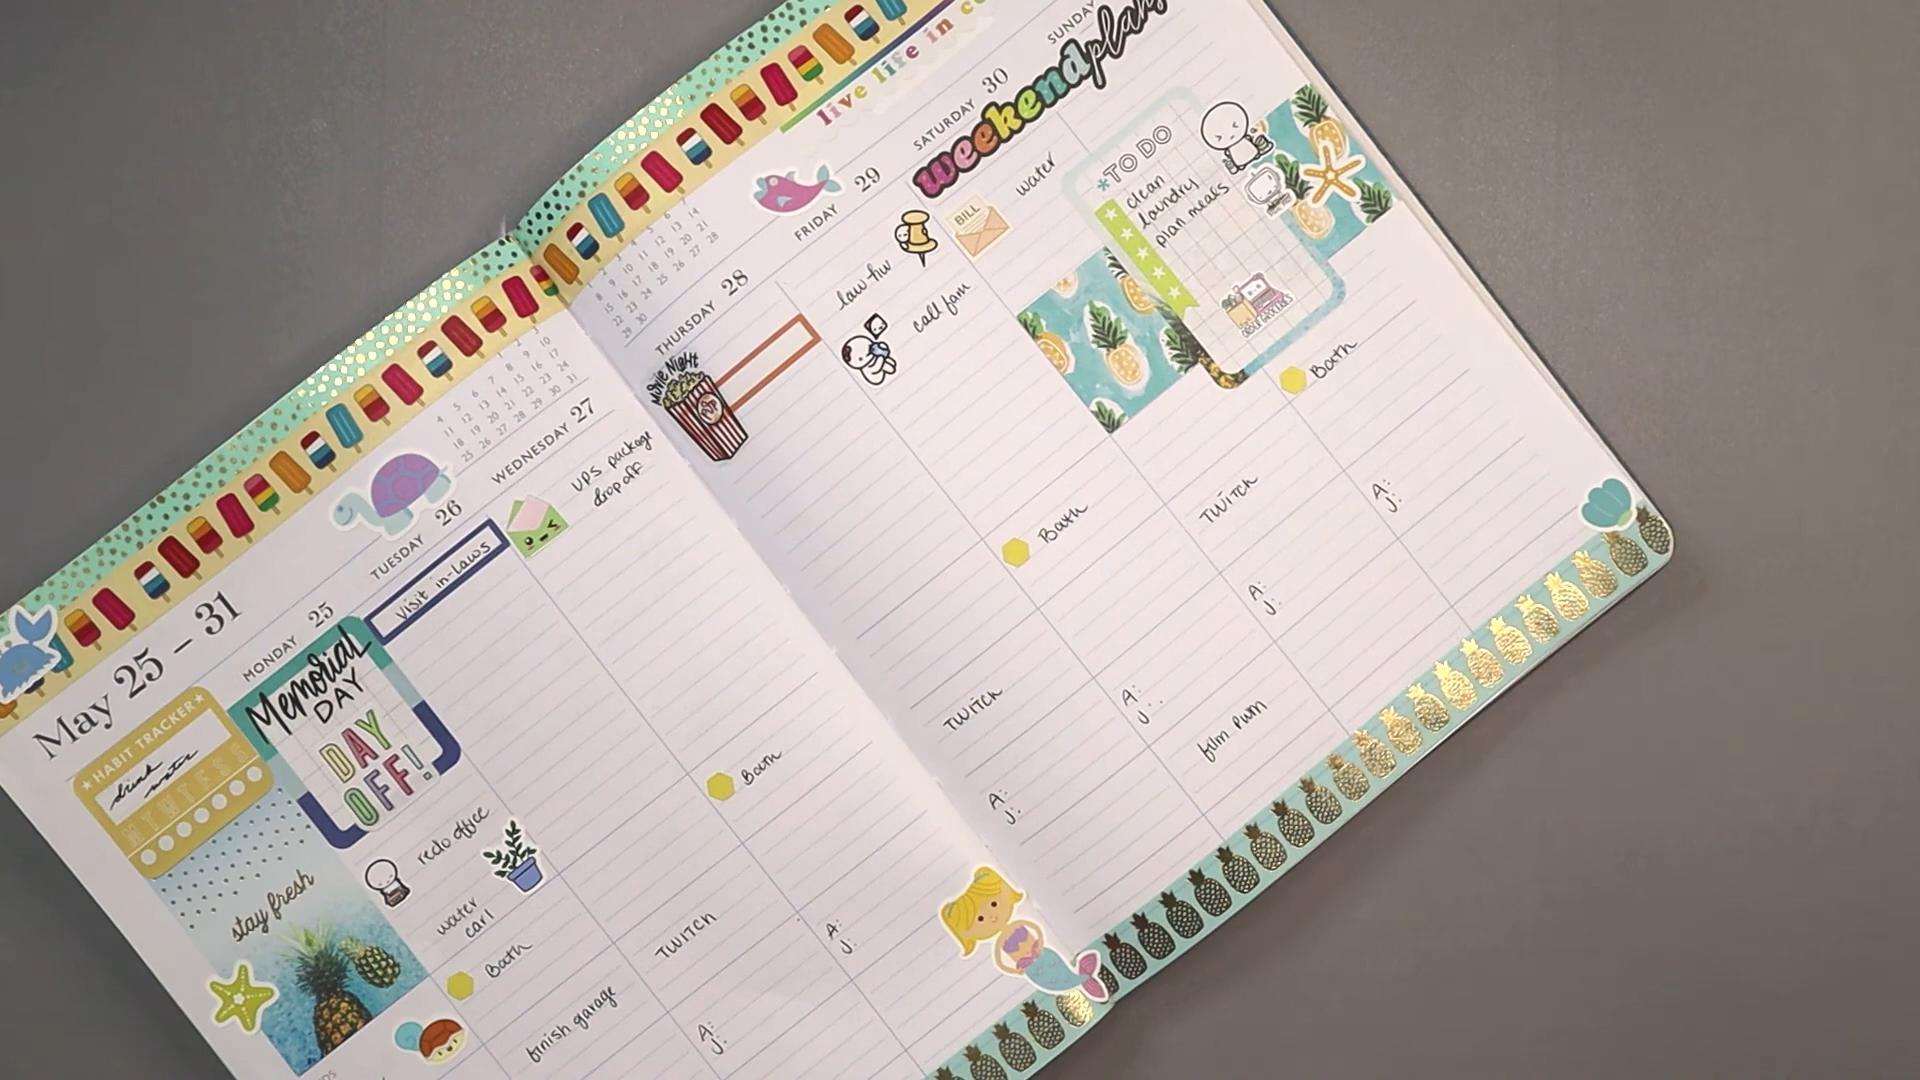 May 25 – 31
HABIT TRACKER
drink
water
M T W T F S S
stay fresh
MONDAY 25
Memorial
DAY
DAY
OFF!
redo office
water
carl
Bath
TUESDAY 26
Visit in-laws
finish garage
WEDNESDAY 27
UPS package
drop off
Bath
TWITCH
A:
J:
THURSDAY 28
Movie Night
POP
A:
J:
FRIDAY 29
law hw
call fam
Bath
TWITCH
A:
J:
live life in
SATURDAY 30
weekend plans
BILL
water
TWITCH
A:
J:
film pwm
SUNDAY
*TO DO
clean
laundry
plan meals
Bath
A:
J:
A:
J: